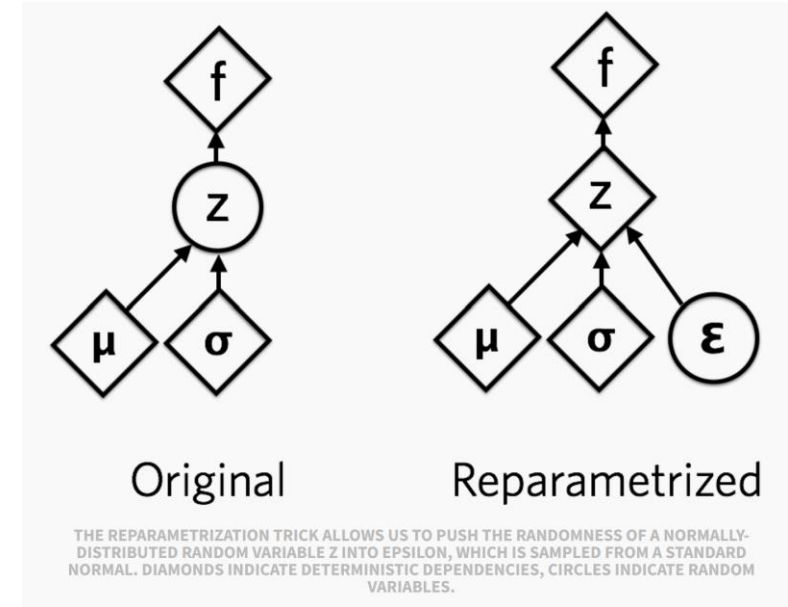 f
f
z
z
μ
σ
μ
σ
ε
Original
Reparametrized
THE REPARAMETRIZATION TRICK ALLOWS US TO PUSH THE RANDOMNESS OF A NORMALLY-
DISTRIBUTED RANDOM VARIABLE Z INTO EPSILON, WHICH IS SAMPLED FROM A STANDARD
NORMAL. DIAMONDS INDICATE DETERMINISTIC DEPENDENCIES, CIRCLES INDICATE RANDOM
VARIABLES.